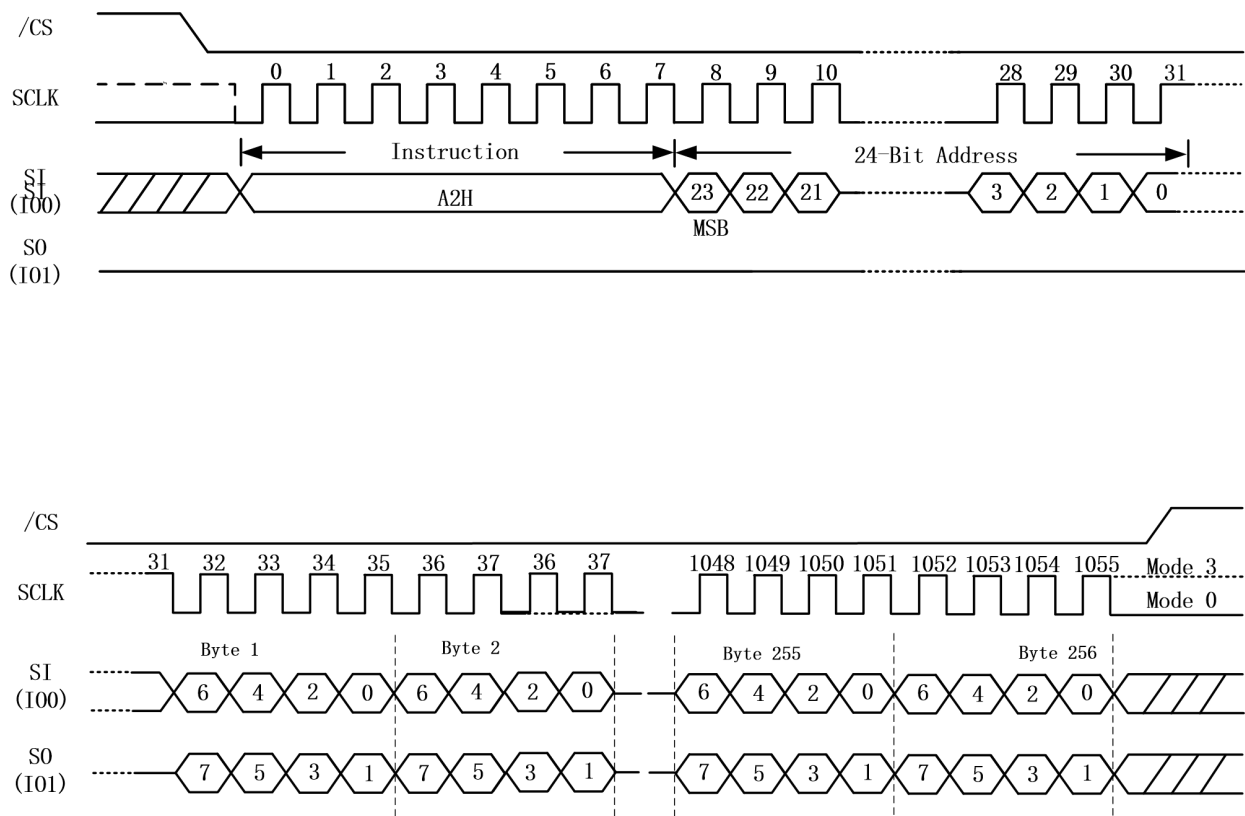 /CS
0 1 2 3 4 5 6 7 8 9 10 28 29 30 31
SCLK
Instruction 24-Bit Address
SI
SI
(IO0)
A2H 23 22 21 3 2 1 0
MSB
SO
(IO1)
/CS
31 32 33 34 35 36 37 36 37 1048 1049 1050 1051 1052 1053 1054 1055 Mode 3
SCLK
Mode 0
Byte 1 Byte 2 Byte 255 Byte 256
SI
(IO0)
6 4 2 0 6 4 2 0 6 4 2 0 6 4 2 0
SO
(IO1)
7 5 3 1 7 5 3 1 7 5 3 1 7 5 3 1